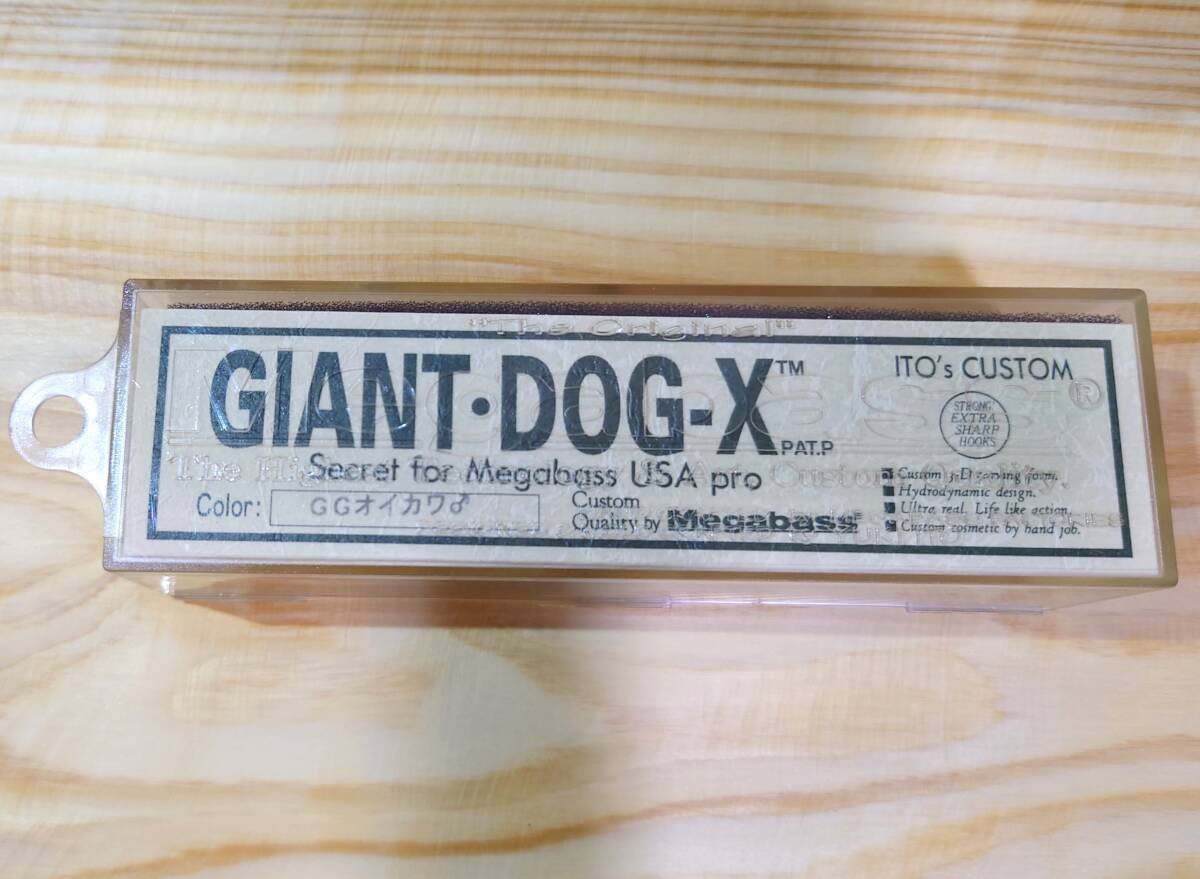 "The Original"
GIANT·DOG-X™
PAT.P
Secret for Megabass USA pro
Color: GGオイカワ♂
Custom
Quality by Megabass
ITO's CUSTOM
STRONG
EXTRA
SHARP
HOOKS
Custom 3-D carving form.
Hydrodynamic design.
Ultra real. Life like action.
Custom cosmetic by hand job.